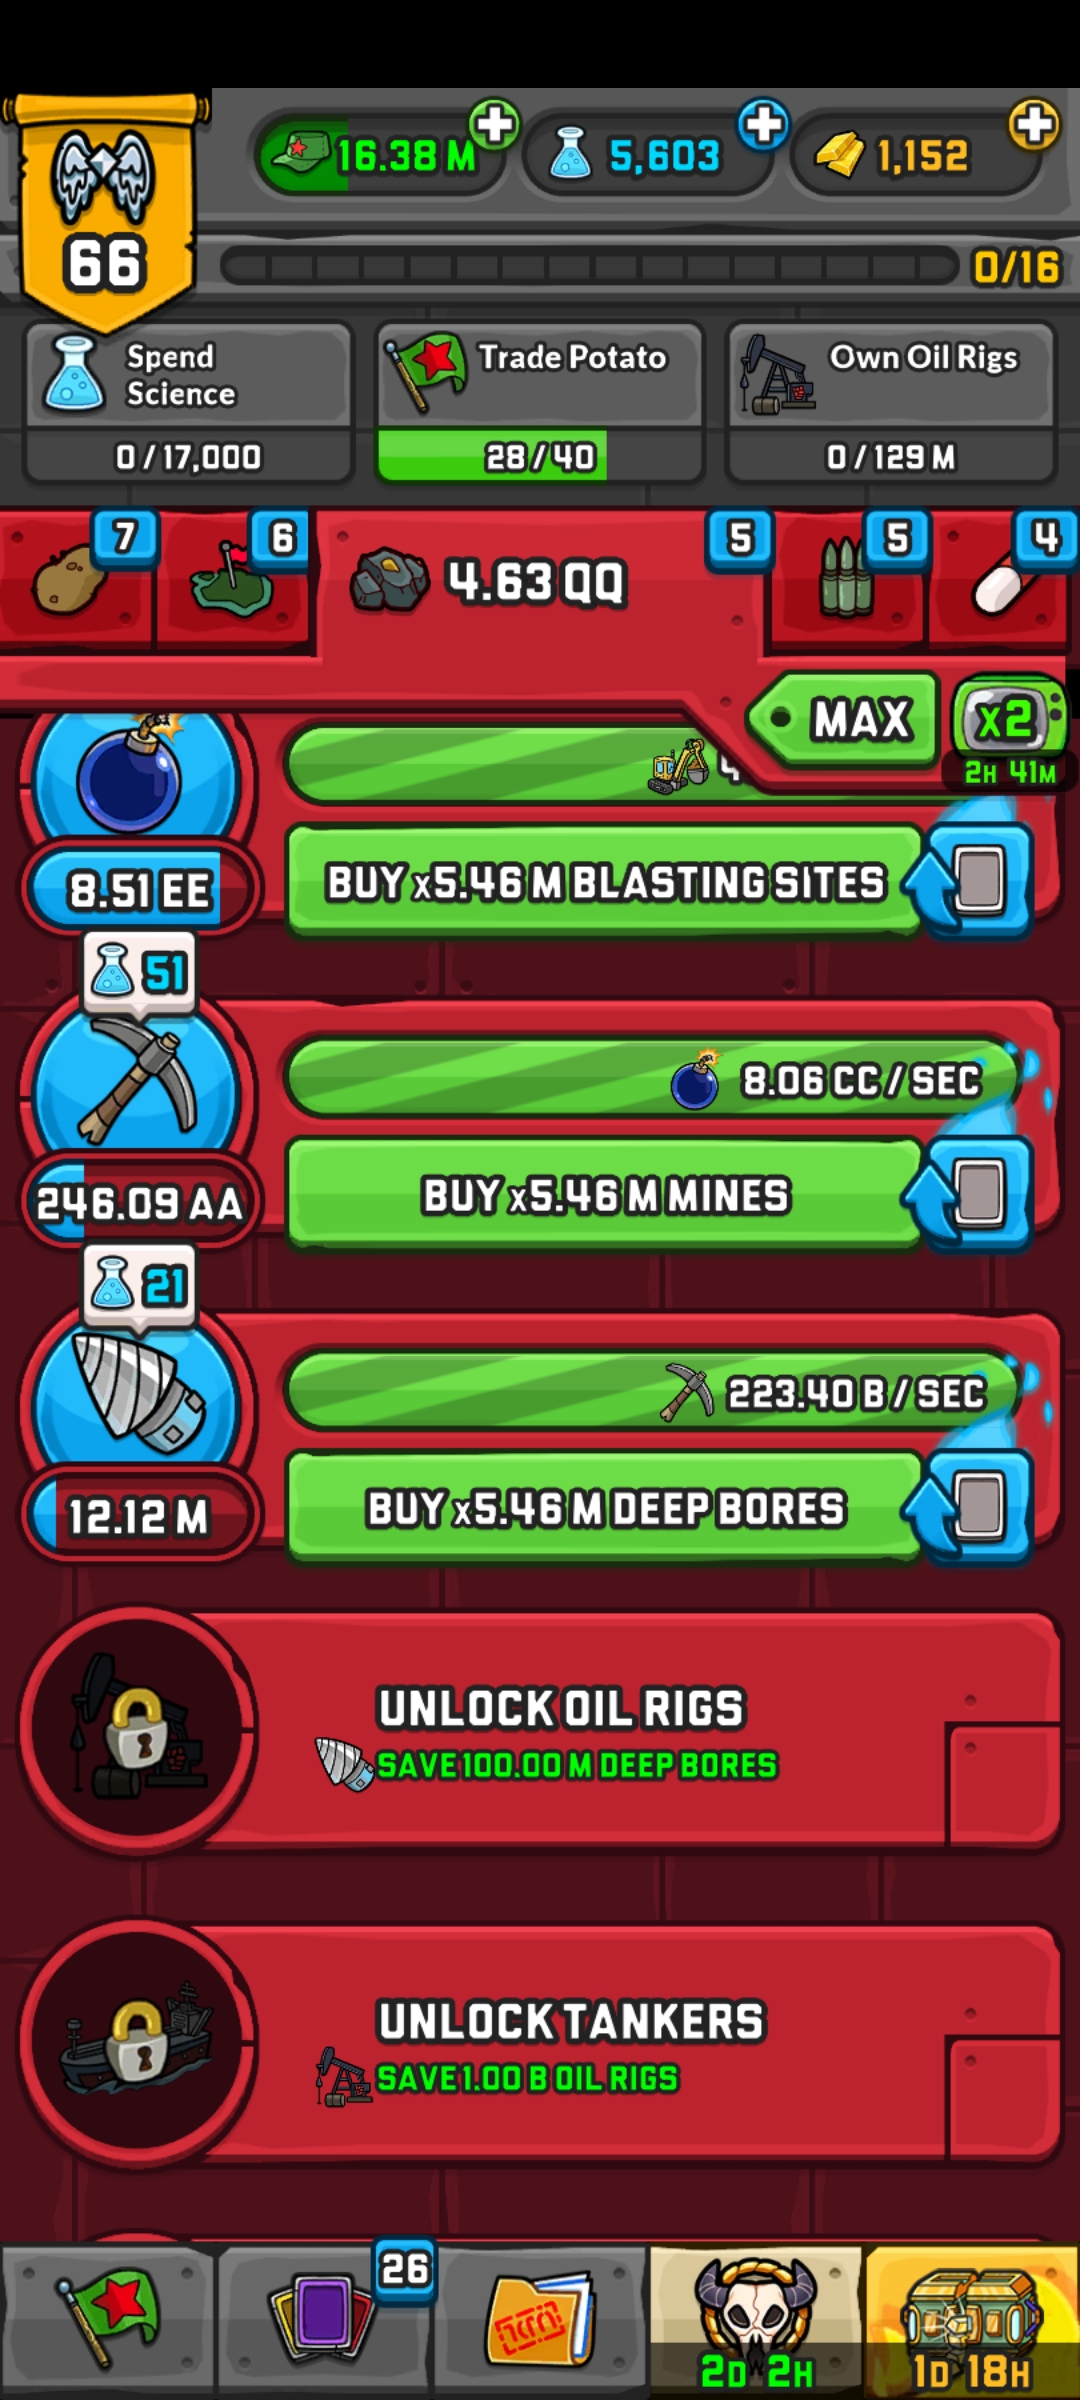 16.38 M
5,603
1,152
66
0/16
Spend
Science
0 / 17,000
Trade Potato
28 / 40
Own Oil Rigs
0 / 129 M
7
6
4.63 QQ
5
5
4
MAX
x2
2H 41M
8.51 EE
BUY x5.46 M BLASTING SITES
51
8.06 CC / SEC
246.09 AA
BUY x5.46 M MINES
21
223.40 B / SEC
12.12 M
BUY x5.46 M DEEP BORES
UNLOCK OIL RIGS
SAVE 100.00 M DEEP BORES
UNLOCK TANKERS
SAVE 1.00 B OIL RIGS
26
2D 2H
1D 18H